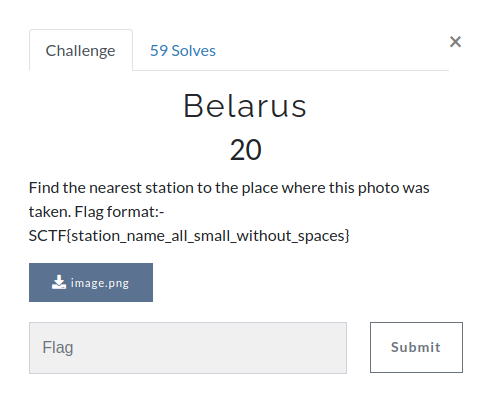 Challenge
59 Solves
×
Belarus
20
Find the nearest station to the place where this photo was
taken. Flag format:-
SCTF{station_name_all_small_without_spaces}
image.png
Flag
Submit